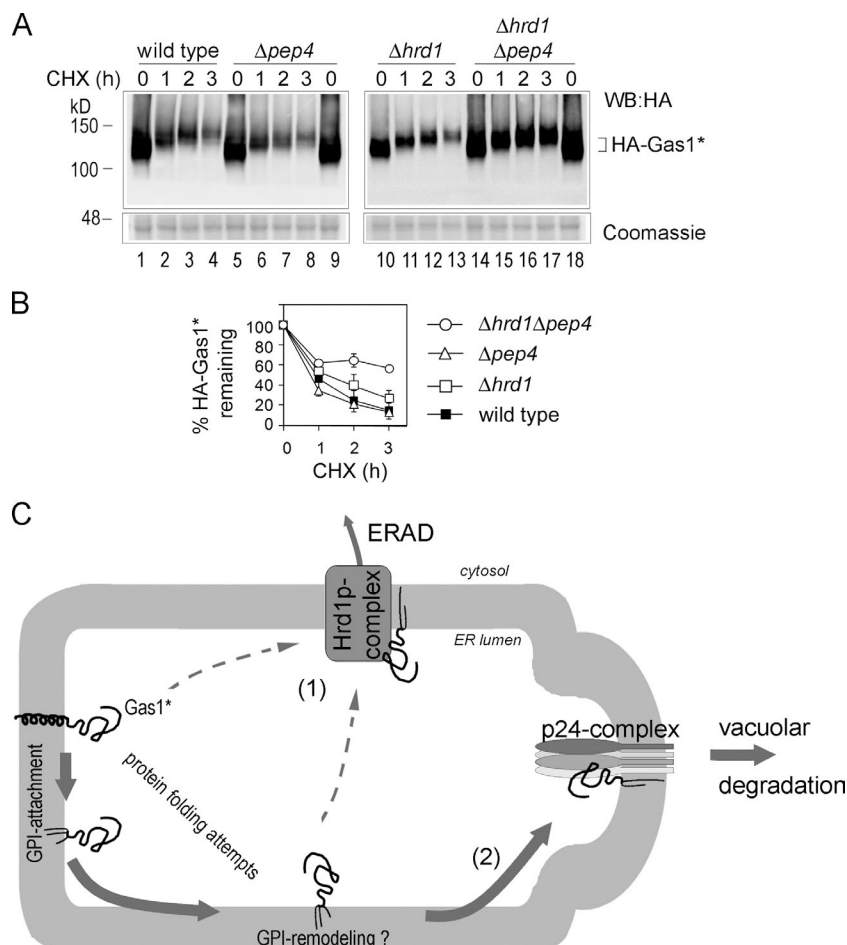 A
wild type Δpep4 Δhrd1 Δhrd1 Δpep4
CHX (h) 0 1 2 3 0 1 2 3 0 0 1 2 3 0 1 2 3 0
WB:HA
kD
150
100
48
HA-Gas1*
Coomassie
1 2 3 4 5 6 7 8 9 10 11 12 13 14 15 16 17 18
B
% HA-Gas1* remaining
100
80
60
40
20
0
0 1 2 3
CHX (h)
Δhrd1Δpep4
Δpep4
Δhrd1
wild type
C
ERAD
cytosol
Hrd1p-complex
ER lumen
(1)
Gas1*
p24-complex
vacuolar
degradation
GPI-attachment
protein folding attempts
(2)
GPI-remodeling ?